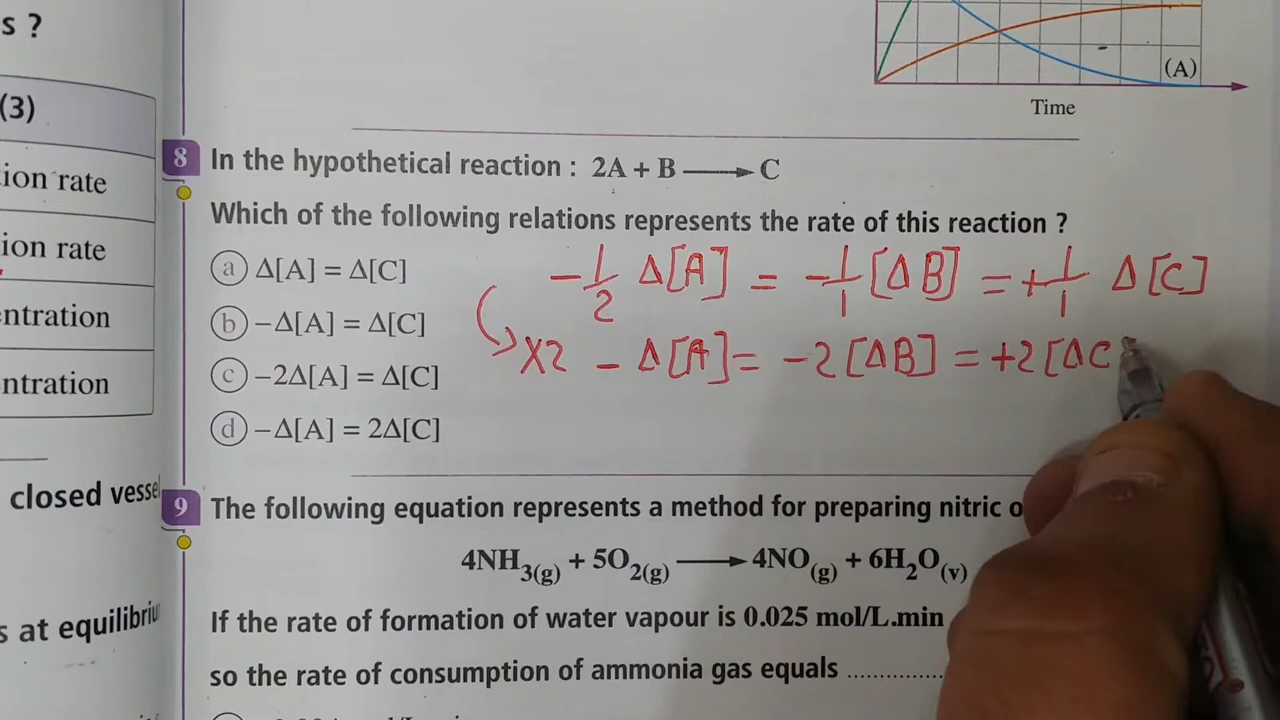 s ?
(3)
ion rate
ion rate
ntration
ntration
closed vesse
s at equilibriu
(A)
Time
8 In the hypothetical reaction : 2A + B ⟶ C
Which of the following relations represents the rate of this reaction ?
a Δ[A] = Δ[C]
b −Δ[A] = Δ[C]
c −2Δ[A] = Δ[C]
d −Δ[A] = 2Δ[C]
−1/2 Δ[A] = −1/1 [ΔB] = +1/1 Δ[C]
X2 − Δ[A] = −2[ΔB] = +2[ΔC
9 The following equation represents a method for preparing nitric o
4NH3(g) + 5O2(g) ⟶ 4NO(g) + 6H2O(v)
If the rate of formation of water vapour is 0.025 mol/L.min
so the rate of consumption of ammonia gas equals ...............